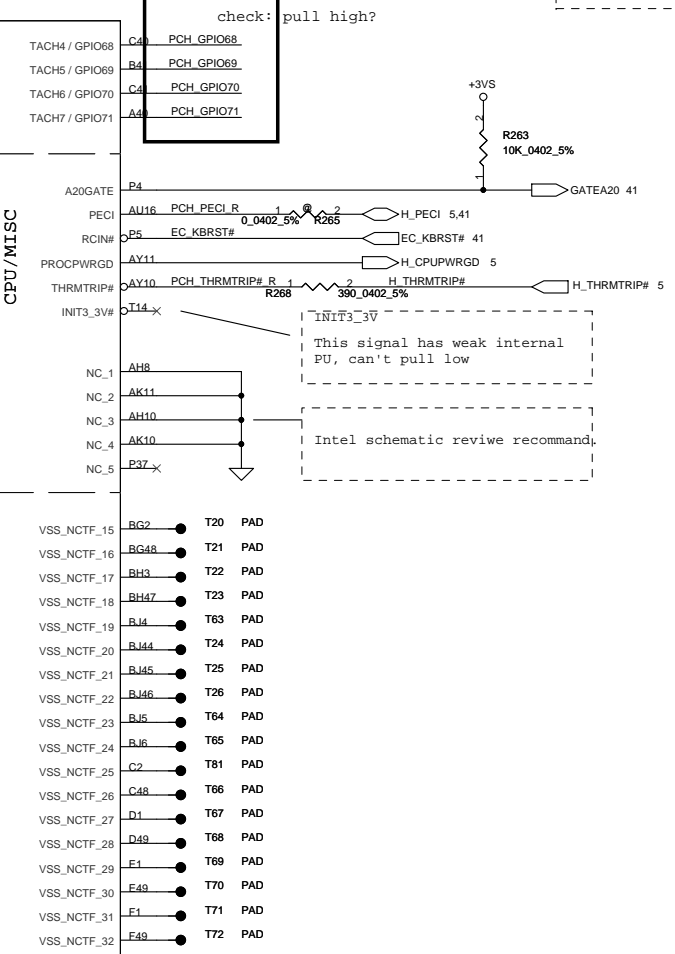 check: pull high?
TACH4 / GPIO68 C40 PCH_GPIO68
TACH5 / GPIO69 B41 PCH_GPIO69
TACH6 / GPIO70 C41 PCH_GPIO70
TACH7 / GPIO71 A40 PCH_GPIO71
+3VS
2
R263
10K_0402_5%
1
CPU/MISC
A20GATE P4 GATEA20 41
PECI AU16 PCH_PECI_R 1 @ 2 H_PECI 5,41
0_0402_5% R265
RCIN# P5 EC_KBRST# EC_KBRST# 41
PROCPWRGD AY11 H_CPUPWRGD 5
THRMTRIP# AY10 PCH_THRMTRIP#_R 1 2 H_THRMTRIP# H_THRMTRIP# 5
R268 390_0402_5%
INIT3_3V# T14
INIT3_3V
This signal has weak internal
PU, can't pull low
NC_1 AH8
NC_2 AK11
NC_3 AH10
NC_4 AK10
NC_5 P37
Intel schematic reviwe recommand.
VSS_NCTF_15 BG2 T20 PAD
VSS_NCTF_16 BG48 T21 PAD
VSS_NCTF_17 BH3 T22 PAD
VSS_NCTF_18 BH47 T23 PAD
VSS_NCTF_19 BJ4 T63 PAD
VSS_NCTF_20 BJ44 T24 PAD
VSS_NCTF_21 BJ45 T25 PAD
VSS_NCTF_22 BJ46 T26 PAD
VSS_NCTF_23 BJ5 T64 PAD
VSS_NCTF_24 BJ6 T65 PAD
VSS_NCTF_25 C2 T81 PAD
VSS_NCTF_26 C48 T66 PAD
VSS_NCTF_27 D1 T67 PAD
VSS_NCTF_28 D49 T68 PAD
VSS_NCTF_29 E1 T69 PAD
VSS_NCTF_30 E49 T70 PAD
VSS_NCTF_31 F1 T71 PAD
VSS_NCTF_32 F49 T72 PAD